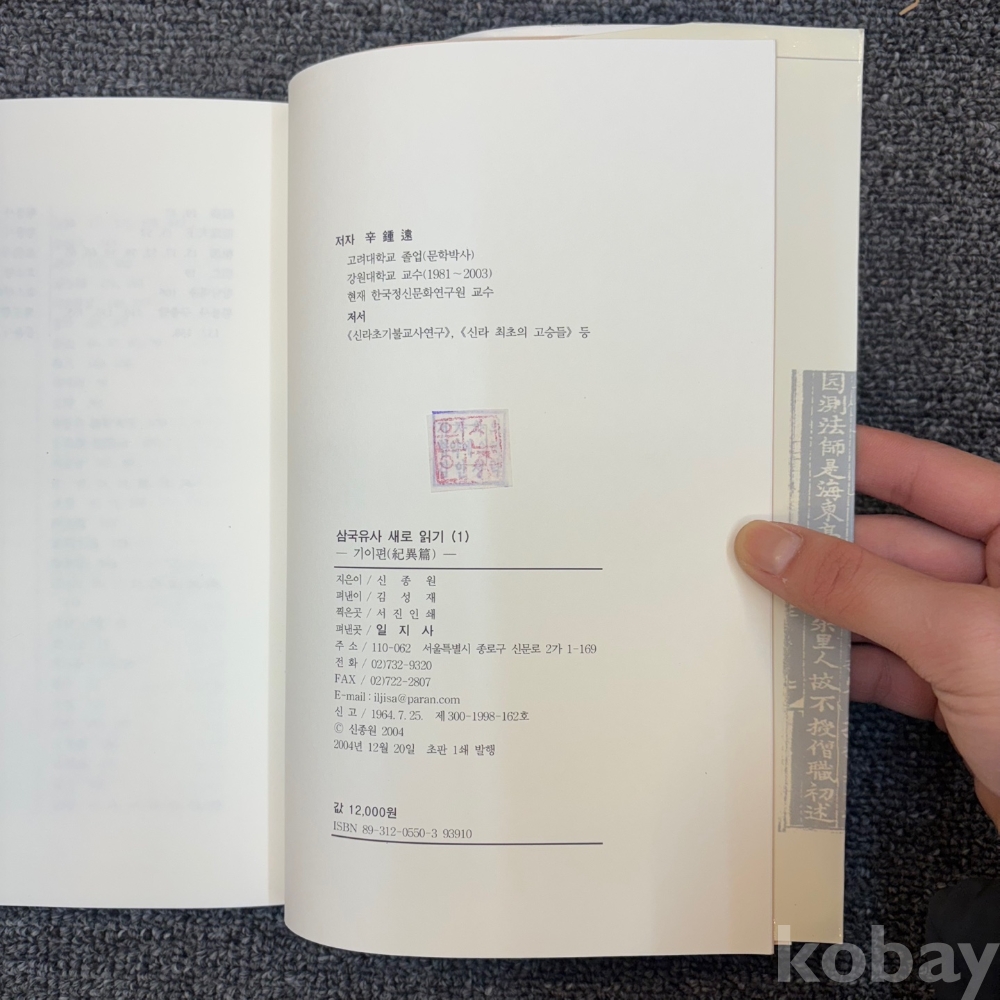 저자 辛鍾遠
고려대학교 졸업(문학박사)
강원대학교 교수(1981~2003)
현재 한국정신문화연구원 교수
저서
《신라초기불교사연구》, 《신라 최초의 고승들》 등
삼국유사 새로 읽기 (1)
— 기이편(紀異篇) —
지은이 / 신 종 원
펴낸이 / 김 성 재
찍은곳 / 서 진 인 쇄
펴낸곳 / 일 지 사
주 소 / 110-062 서울특별시 종로구 신문로 2가 1-169
전 화 / 02)732-9320
FAX / 02)722-2807
E-mail : iljisa@paran.com
신 고 / 1964. 7. 25. 제 300-1998-162호
ⓒ 신종원 2004
2004년 12월 20일 초판 1쇄 발행
값 12,000원
ISBN 89-312-0550-3 93910
因測法師是海東高
里人故不授僧職初述
kobay